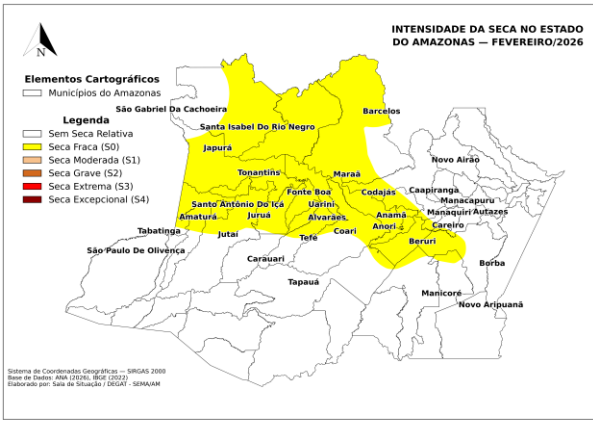 INTENSIDADE DA SECA NO ESTADO
DO AMAZONAS — FEVEREIRO/2026
N
Elementos Cartográficos
Municípios do Amazonas
Legenda
Sem Seca Relativa
Seca Fraca (S0)
Seca Moderada (S1)
Seca Grave (S2)
Seca Extrema (S3)
Seca Excepcional (S4)
São Gabriel Da Cachoeira
Barcelos
Santa Isabel Do Rio Negro
Japurá
Novo Airão
Tonantins
Maraã
Fonte Boa
Codajás
Caapiranga
Santo Antônio Do Içá
Uarini
Manacapuru
Amaturá
Juruá
Alvaraes
Anamã
Manaquiri
Autazes
Tabatinga
Jutaí
Tefé
Coari
Anori
Careiro
São Paulo De Olivença
Beruri
Carauari
Borba
Tapauá
Manicoré
Novo Aripuanã
Sistema de Coordenadas Geográficas — SIRGAS 2000
Base de Dados: ANA (2026), IBGE (2022)
Elaborado por: Sala de Situação / DEGAT - SEMA/AM